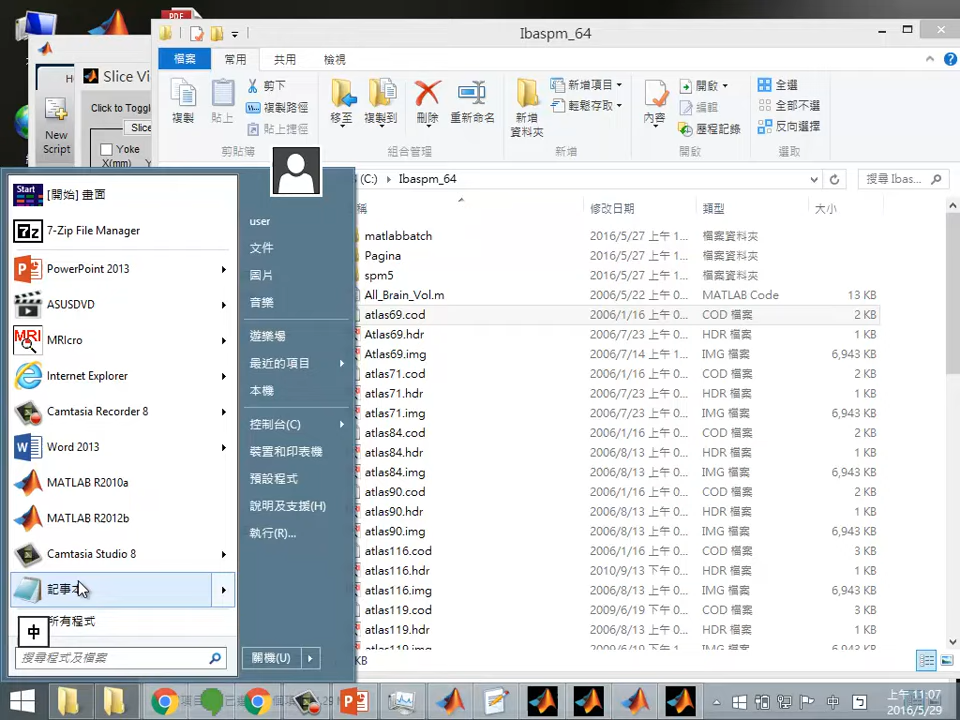 PDF
Ibaspm_64
檔案
常用
共用
檢視
Slice Vi
Click to Toggl
Slice
Yoke
X(mm)
New
Script
複製
貼上
剪下
複製路徑
貼上捷徑
剪貼簿
移至
複製到
刪除
重新命名
組合管理
新增
資料夾
新增項目
輕鬆存取
新增
內容
開啟
編輯
歷程記錄
開啟
全選
全部不選
反向選擇
選取
(C:) Ibaspm_64
搜尋 Ibas...
稱 修改日期 類型 大小
matlabbatch 2016/5/27 上午 1... 檔案資料夾
Pagina 2016/5/27 上午 1... 檔案資料夾
spm5 2016/5/27 上午 1... 檔案資料夾
All_Brain_Vol.m 2006/5/22 上午 0... MATLAB Code 13 KB
atlas69.cod 2006/1/16 上午 0... COD 檔案 2 KB
Atlas69.hdr 2006/7/23 上午 0... HDR 檔案 1 KB
Atlas69.img 2006/7/14 上午 1... IMG 檔案 6,943 KB
atlas71.cod 2006/1/16 上午 0... COD 檔案 2 KB
atlas71.hdr 2006/7/23 上午 0... HDR 檔案 1 KB
atlas71.img 2006/7/23 上午 0... IMG 檔案 6,943 KB
atlas84.cod 2006/1/16 上午 0... COD 檔案 2 KB
atlas84.hdr 2006/8/13 上午 0... HDR 檔案 1 KB
atlas84.img 2006/8/13 上午 0... IMG 檔案 6,943 KB
atlas90.cod 2006/1/16 上午 0... COD 檔案 2 KB
atlas90.hdr 2006/8/13 上午 0... HDR 檔案 1 KB
atlas90.img 2006/8/13 上午 0... IMG 檔案 6,943 KB
atlas116.cod 2006/1/16 上午 0... COD 檔案 3 KB
atlas116.hdr 2010/9/13 下午 0... HDR 檔案 1 KB
atlas116.img 2006/8/13 上午 0... IMG 檔案 6,943 KB
atlas119.cod 2009/6/19 下午 0... COD 檔案 3 KB
atlas119.hdr 2006/8/13 上午 0... HDR 檔案 1 KB
KB
Start
[開始] 畫面
7z
7-Zip File Manager
PowerPoint 2013
ASUSDVD
MRI
MRIcro
Internet Explorer
Camtasia Recorder 8
Word 2013
MATLAB R2010a
MATLAB R2012b
Camtasia Studio 8
記事本
所有程式
中
搜尋程式及檔案
user
文件
圖片
音樂
遊樂場
最近的項目
本機
控制台(C)
裝置和印表機
預設程式
說明及支援(H)
執行(R)...
關機(U)
中
上午 11:07
2016/5/29